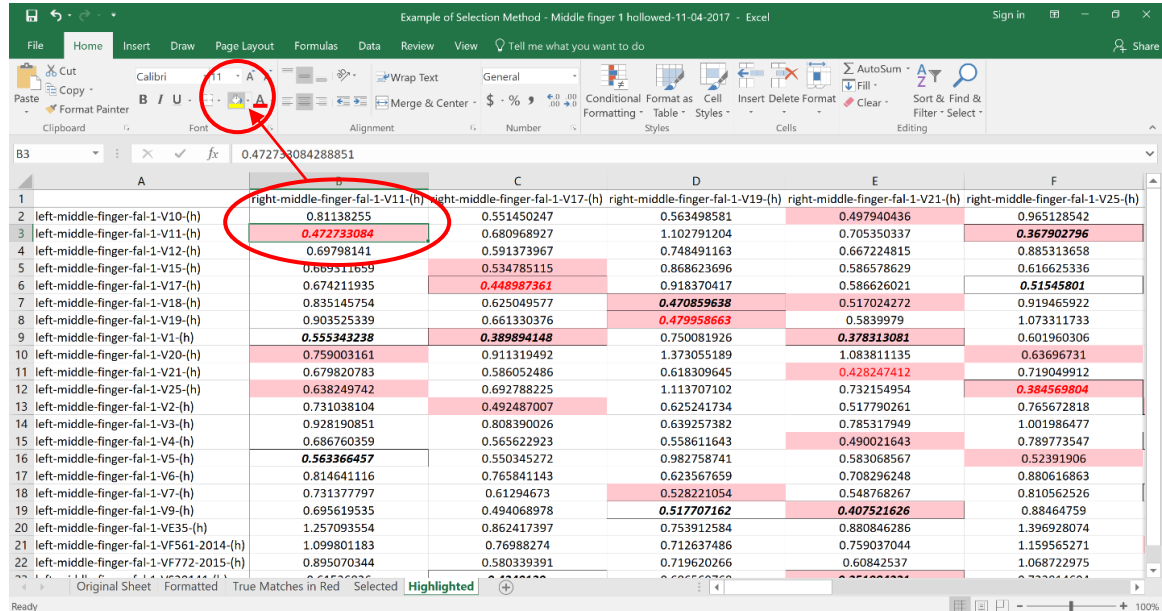 Example of Selection Method - Middle finger 1 hollowed-11-04-2017 - Excel Sign in
File Home Insert Draw Page Layout Formulas Data Review View Tell me what you want to do Share
Cut Calibri 11 A A Wrap Text General AutoSum
Copy Fill
Paste Format Painter B I U A Merge & Center $ % Conditional Formatting Format as Table Cell Styles Insert Delete Format Clear Sort & Filter Find & Select
Clipboard Font Alignment Number Styles Cells Editing
B3 fx 0.472733084288851
A B C D E F
1 right-middle-finger-fal-1-V11-(h) right-middle-finger-fal-1-V17-(h) right-middle-finger-fal-1-V19-(h) right-middle-finger-fal-1-V21-(h) right-middle-finger-fal-1-V25-(h)
2 left-middle-finger-fal-1-V10-(h) 0.81138255 0.551450247 0.563498581 0.497940436 0.965128542
3 left-middle-finger-fal-1-V11-(h) 0.472733084 0.680968927 1.102791204 0.705350337 0.367902796
4 left-middle-finger-fal-1-V12-(h) 0.69798141 0.591373967 0.748491163 0.667224815 0.885313658
5 left-middle-finger-fal-1-V15-(h) 0.669311659 0.534785115 0.868623696 0.586578629 0.616625336
6 left-middle-finger-fal-1-V17-(h) 0.674211935 0.448987361 0.918370417 0.586626021 0.51545801
7 left-middle-finger-fal-1-V18-(h) 0.835145754 0.625049577 0.470859638 0.517024272 0.919465922
8 left-middle-finger-fal-1-V19-(h) 0.903525339 0.661330376 0.479958663 0.5839979 1.073311733
9 left-middle-finger-fal-1-V1-(h) 0.555343238 0.389894148 0.750081926 0.378313081 0.601960306
10 left-middle-finger-fal-1-V20-(h) 0.759003161 0.911319492 1.373055189 1.083811135 0.63696731
11 left-middle-finger-fal-1-V21-(h) 0.679820783 0.586052486 0.618309645 0.428247412 0.719049912
12 left-middle-finger-fal-1-V25-(h) 0.638249742 0.692788225 1.113707102 0.732154954 0.384569804
13 left-middle-finger-fal-1-V2-(h) 0.731038104 0.492487007 0.625241734 0.517790261 0.765672818
14 left-middle-finger-fal-1-V3-(h) 0.928190851 0.808390026 0.639257382 0.785317949 1.001986477
15 left-middle-finger-fal-1-V4-(h) 0.686760359 0.565622923 0.558611643 0.490021643 0.789773547
16 left-middle-finger-fal-1-V5-(h) 0.563366457 0.550345272 0.982758741 0.583068567 0.52391906
17 left-middle-finger-fal-1-V6-(h) 0.814641116 0.765841143 0.623567659 0.708296248 0.880616863
18 left-middle-finger-fal-1-V7-(h) 0.731377797 0.61294673 0.528221054 0.548768267 0.810562526
19 left-middle-finger-fal-1-V9-(h) 0.695619535 0.494068978 0.517707162 0.407521626 0.88464759
20 left-middle-finger-fal-1-VE35-(h) 1.257093554 0.862417397 0.753912584 0.880846286 1.396928074
21 left-middle-finger-fal-1-VF561-2014-(h) 1.099801183 0.76988274 0.712637486 0.759037044 1.159565271
22 left-middle-finger-fal-1-VF772-2015-(h) 0.895070344 0.580339391 0.719620266 0.60842537 1.068722975
Original Sheet Formatted True Matches in Red Selected Highlighted
Ready 100%